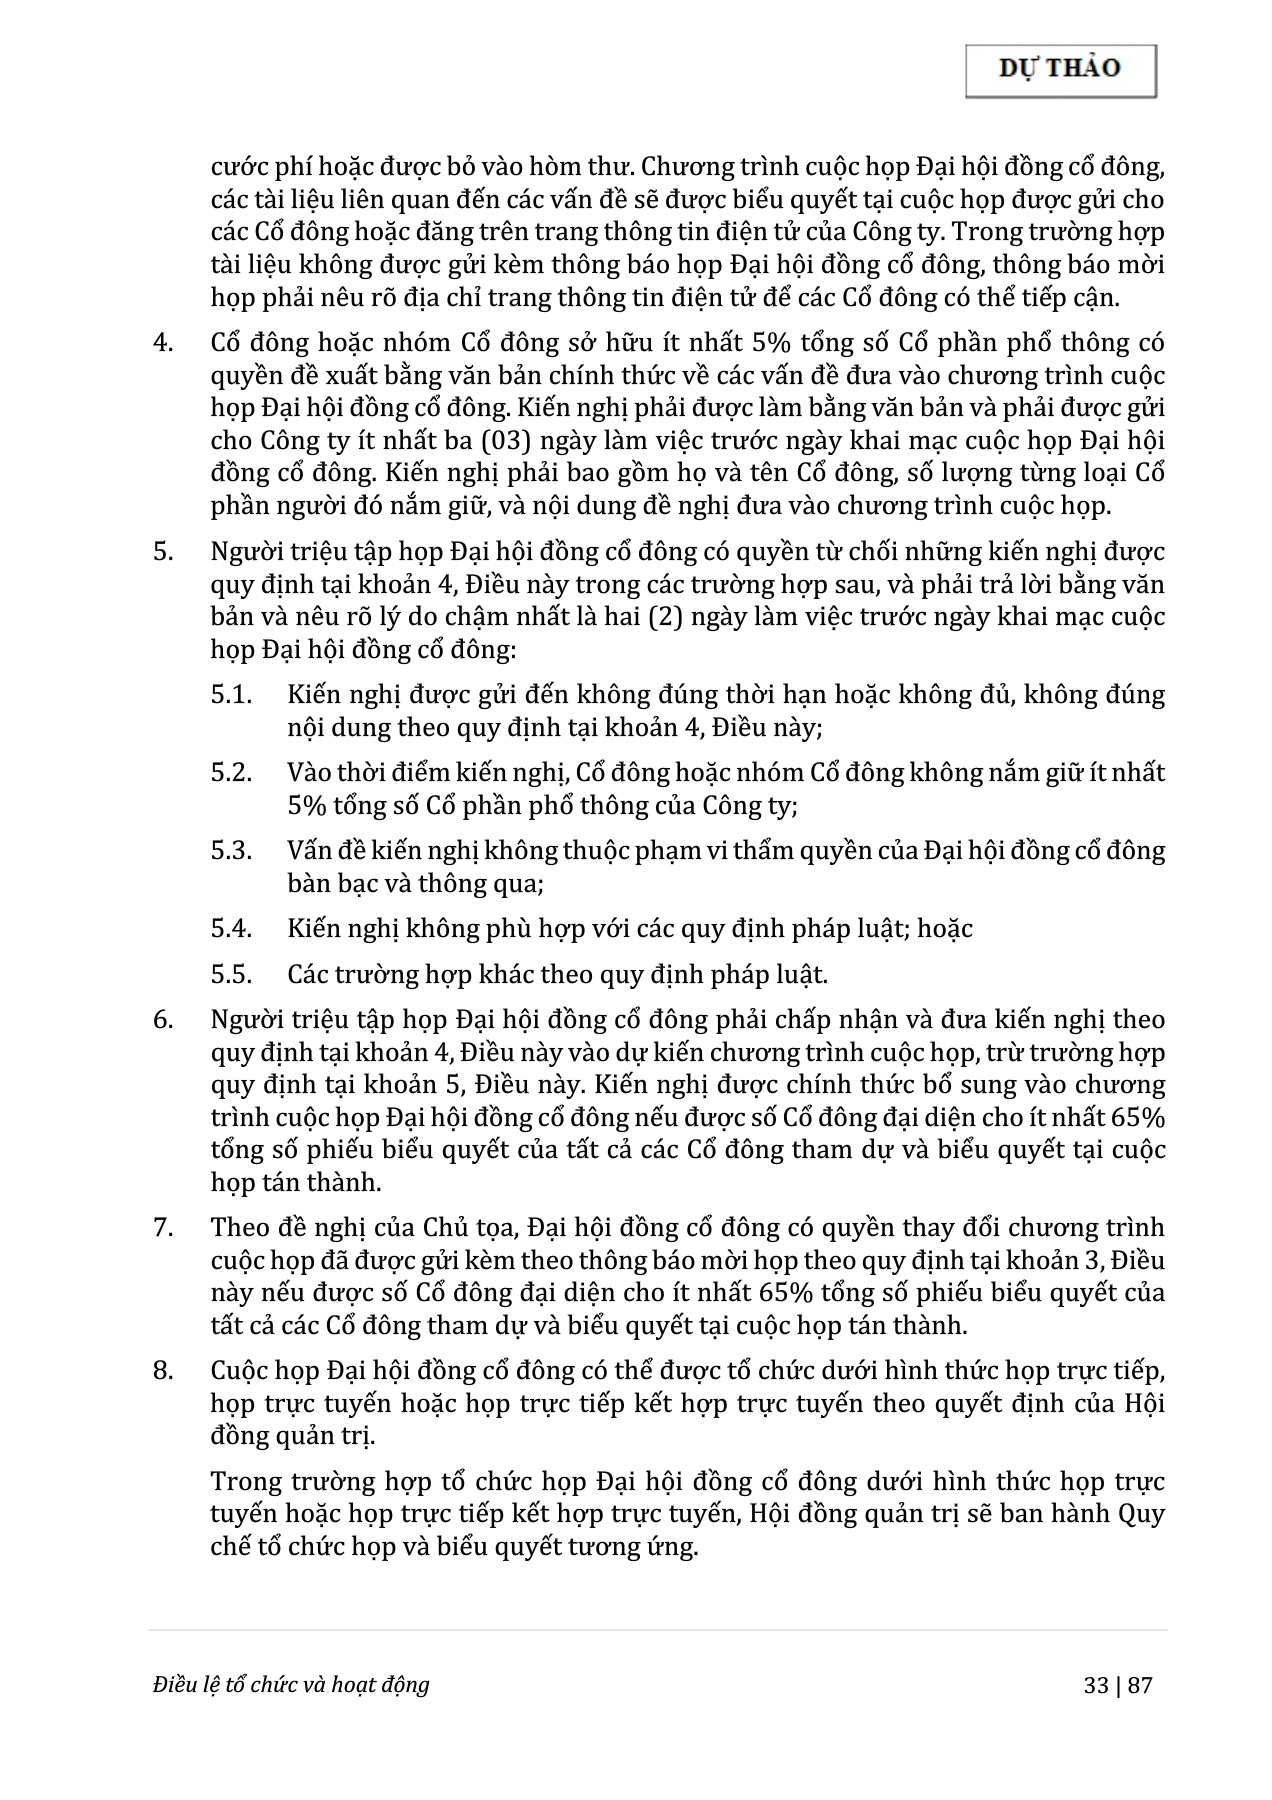 DỰ THẢO
cước phí hoặc được bỏ vào hòm thư. Chương trình cuộc họp Đại hội đồng cổ đông,
các tài liệu liên quan đến các vấn đề sẽ được biểu quyết tại cuộc họp được gửi cho
các Cổ đông hoặc đăng trên trang thông tin điện tử của Công ty. Trong trường hợp
tài liệu không được gửi kèm thông báo họp Đại hội đồng cổ đông, thông báo mời
họp phải nêu rõ địa chỉ trang thông tin điện tử để các Cổ đông có thể tiếp cận.
4. Cổ đông hoặc nhóm Cổ đông sở hữu ít nhất 5% tổng số Cổ phần phổ thông có
quyền đề xuất bằng văn bản chính thức về các vấn đề đưa vào chương trình cuộc
họp Đại hội đồng cổ đông. Kiến nghị phải được làm bằng văn bản và phải được gửi
cho Công ty ít nhất ba (03) ngày làm việc trước ngày khai mạc cuộc họp Đại hội
đồng cổ đông. Kiến nghị phải bao gồm họ và tên Cổ đông, số lượng từng loại Cổ
phần người đó nắm giữ, và nội dung đề nghị đưa vào chương trình cuộc họp.
5. Người triệu tập họp Đại hội đồng cổ đông có quyền từ chối những kiến nghị được
quy định tại khoản 4, Điều này trong các trường hợp sau, và phải trả lời bằng văn
bản và nêu rõ lý do chậm nhất là hai (2) ngày làm việc trước ngày khai mạc cuộc
họp Đại hội đồng cổ đông:
5.1. Kiến nghị được gửi đến không đúng thời hạn hoặc không đủ, không đúng
nội dung theo quy định tại khoản 4, Điều này;
5.2. Vào thời điểm kiến nghị, Cổ đông hoặc nhóm Cổ đông không nắm giữ ít nhất
5% tổng số Cổ phần phổ thông của Công ty;
5.3. Vấn đề kiến nghị không thuộc phạm vi thẩm quyền của Đại hội đồng cổ đông
bàn bạc và thông qua;
5.4. Kiến nghị không phù hợp với các quy định pháp luật; hoặc
5.5. Các trường hợp khác theo quy định pháp luật.
6. Người triệu tập họp Đại hội đồng cổ đông phải chấp nhận và đưa kiến nghị theo
quy định tại khoản 4, Điều này vào dự kiến chương trình cuộc họp, trừ trường hợp
quy định tại khoản 5, Điều này. Kiến nghị được chính thức bổ sung vào chương
trình cuộc họp Đại hội đồng cổ đông nếu được số Cổ đông đại diện cho ít nhất 65%
tổng số phiếu biểu quyết của tất cả các Cổ đông tham dự và biểu quyết tại cuộc
họp tán thành.
7. Theo đề nghị của Chủ tọa, Đại hội đồng cổ đông có quyền thay đổi chương trình
cuộc họp đã được gửi kèm theo thông báo mời họp theo quy định tại khoản 3, Điều
này nếu được số Cổ đông đại diện cho ít nhất 65% tổng số phiếu biểu quyết của
tất cả các Cổ đông tham dự và biểu quyết tại cuộc họp tán thành.
8. Cuộc họp Đại hội đồng cổ đông có thể được tổ chức dưới hình thức họp trực tiếp,
họp trực tuyến hoặc họp trực tiếp kết hợp trực tuyến theo quyết định của Hội
đồng quản trị.
Trong trường hợp tổ chức họp Đại hội đồng cổ đông dưới hình thức họp trực
tuyến hoặc họp trực tiếp kết hợp trực tuyến, Hội đồng quản trị sẽ ban hành Quy
chế tổ chức họp và biểu quyết tương ứng.
Điều lệ tổ chức và hoạt động
33 | 87